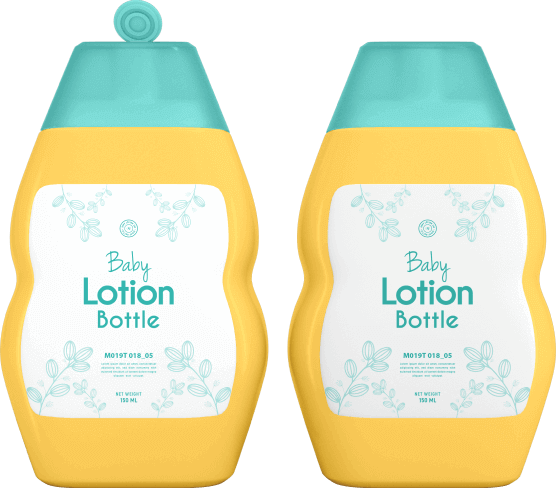 Baby
Lotion
Bottle
M019T 018_05
NET WEIGHT
150 ML
Baby
Lotion
Bottle
M019T 018_05
NET WEIGHT
150 ML